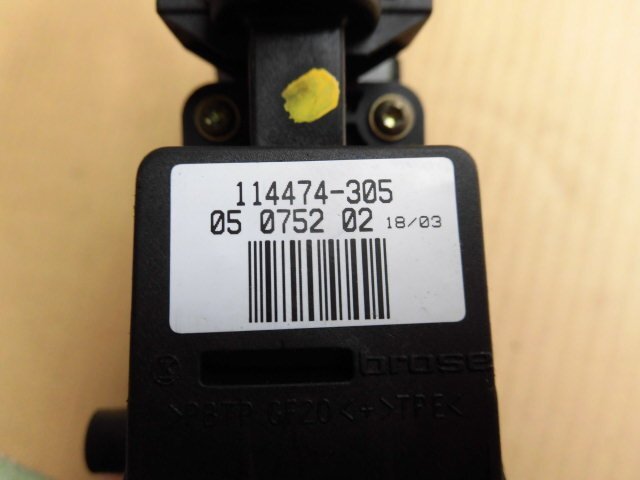 114474-305
05 0752 02 18/03
brose
>PBTP GF20<+>TPE<